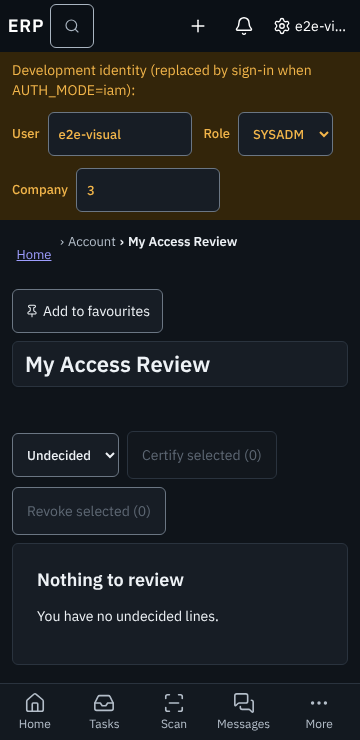 ERP
e2e-vi...
Development identity (replaced by sign-in when
AUTH_MODE=iam):
User e2e-visual Role SYSADM
Company 3
Home › Account › My Access Review
Add to favourites
My Access Review
Undecided Certify selected (0)
Revoke selected (0)
Nothing to review
You have no undecided lines.
Home Tasks Scan Messages More